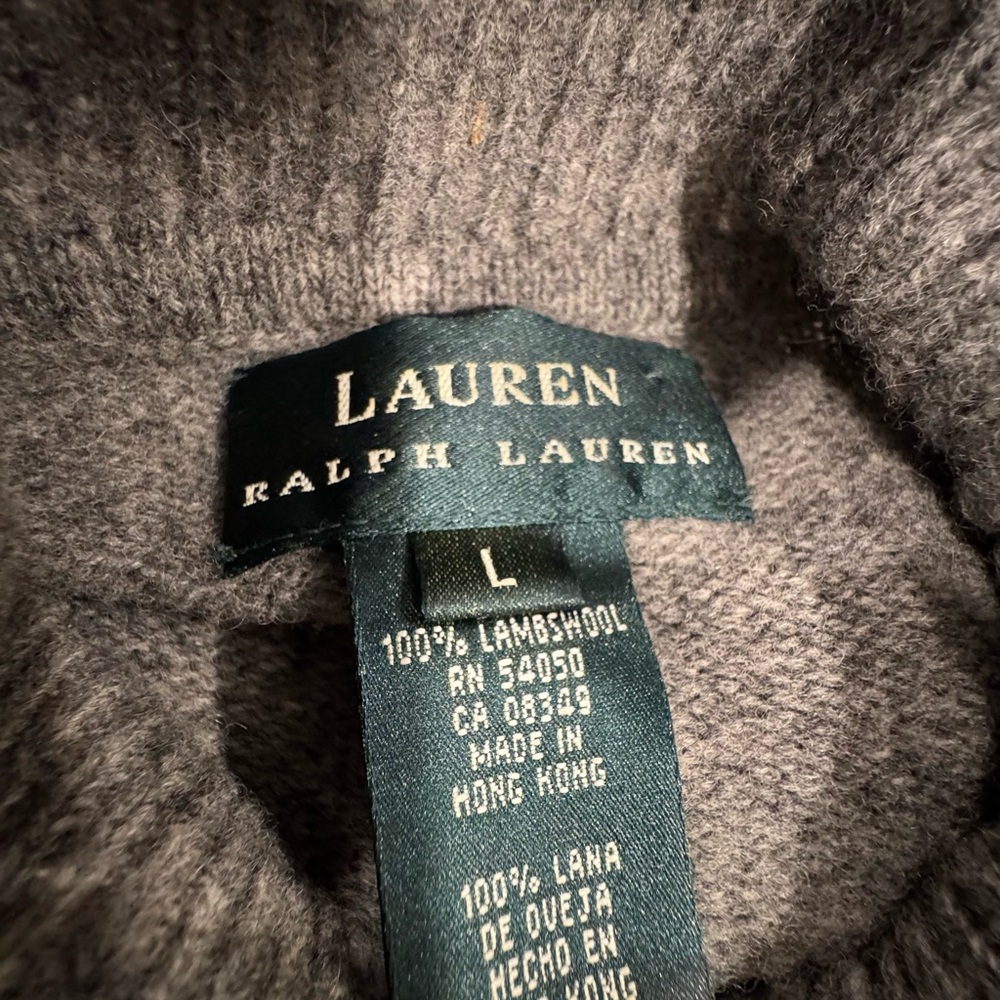 LAUREN
RALPH LAUREN
L
100% LAMBSWOOL
RN 54050
CA 08349
MADE IN
HONG KONG
100% LANA
DE OVEJA
HECHO EN
KONG